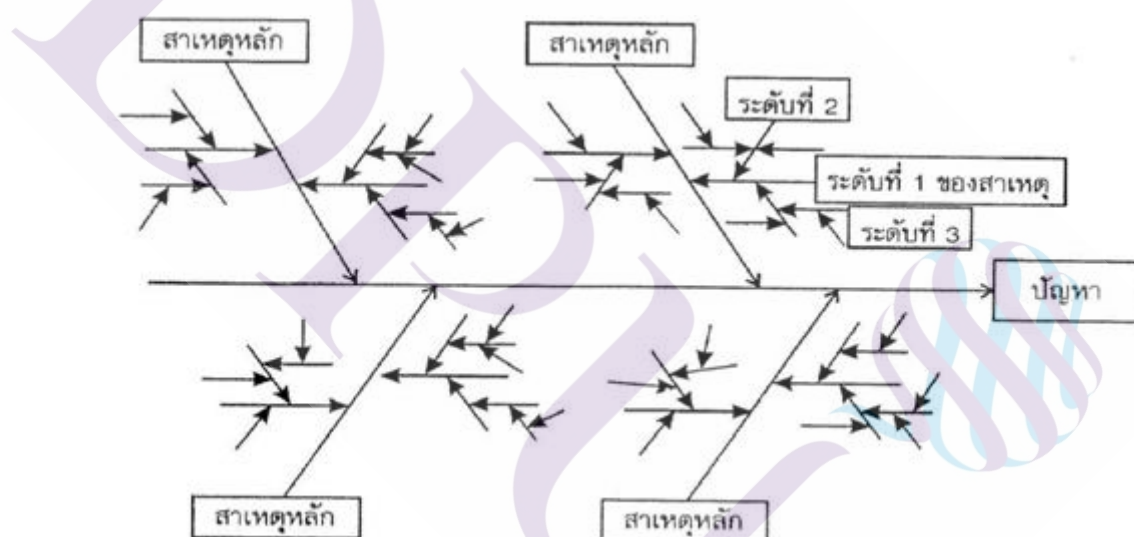 สาเหตุหลัก
สาเหตุหลัก
ระดับที่ 2
ระดับที่ 1 ของสาเหตุ
ระดับที่ 3
ปัญหา
สาเหตุหลัก
สาเหตุหลัก